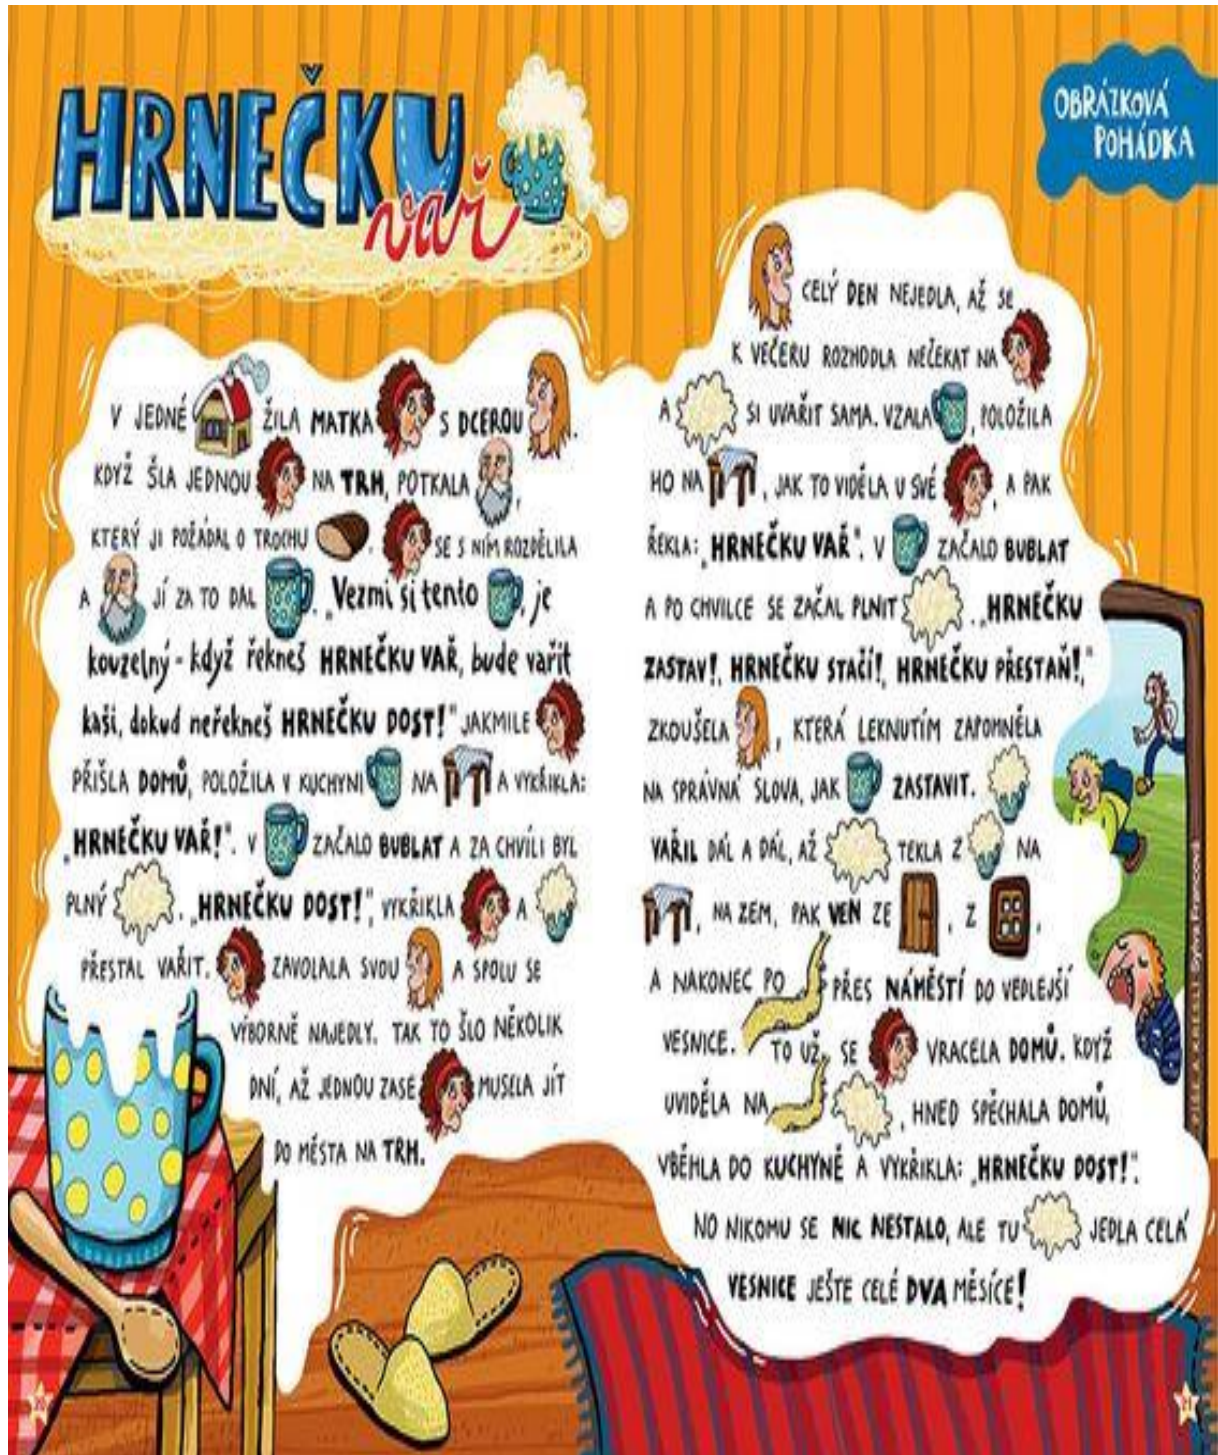 HRNEČKU
vař
OBRÁZKOVÁ
POHÁDKA
V JEDNÉ ŽILA MATKA S DCEROU .
KDYŽ ŠLA JEDNOU NA TRH, POTKALA ,
KTERÝ JI POŽÁDAL O TROCHU . SE S NÍM ROZDĚLILA
A JÍ ZA TO DAL . „Vezmi si tento , je
kouzelný - když řekneš HRNEČKU VAŘ, bude vařit
kaši, dokud neřekneš HRNEČKU DOST!" JAKMILE
PŘIŠLA DOMŮ, POLOŽILA V KUCHYNI NA A VYKŘIKLA:
„HRNEČKU VAŘ!". V ZAČALO BUBLAT A ZA CHVÍLI BYL
PLNÝ . „HRNEČKU DOST!", VYKŘIKLA A
PŘESTAL VAŘIT. ZAVOLALA SVOU A SPOLU SE
VÝBORNĚ NAJEDLY. TAK TO ŠLO NĚKOLIK
DNÍ, AŽ JEDNOU ZASE MUSELA JÍT
DO MĚSTA NA TRH.
CELÝ DEN NEJEDLA, AŽ SE
K VEČERU ROZHODLA NEČEKAT NA
A SI UVAŘIT SAMA. VZALA , POLOŽILA
HO NA , JAK TO VIDĚLA U SVÉ , A PAK
ŘEKLA: „HRNEČKU VAŘ". V ZAČALO BUBLAT
A PO CHVILCE SE ZAČAL PLNIT . „HRNEČKU
ZASTAV!, HRNEČKU STAČÍ!, HRNEČKU PŘESTAŇ!,"
ZKOUŠELA , KTERÁ LEKNUTÍM ZAPOMNĚLA
NA SPRÁVNÁ SLOVA, JAK ZASTAVIT.
VAŘIL DÁL A DÁL, AŽ TEKLA Z NA
, NA ZEM, PAK VEN ZE , Z ,
A NAKONEC PO PŘES NÁMĚSTÍ DO VEDLEJŠÍ
VESNICE. TO UŽ SE VRACELA DOMŮ. KDYŽ
UVIDĚLA NA , HNED SPĚCHALA DOMŮ,
VBĚHLA DO KUCHYNĚ A VYKŘIKLA: „HRNEČKU DOST!".
NO NIKOMU SE NIC NESTALO, ALE TU JEDLA CELÁ
VESNICE JEŠTE CELÉ DVA MĚSÍCE!
PÍŠE A KRESLÍ: Sylva Francová
20
21